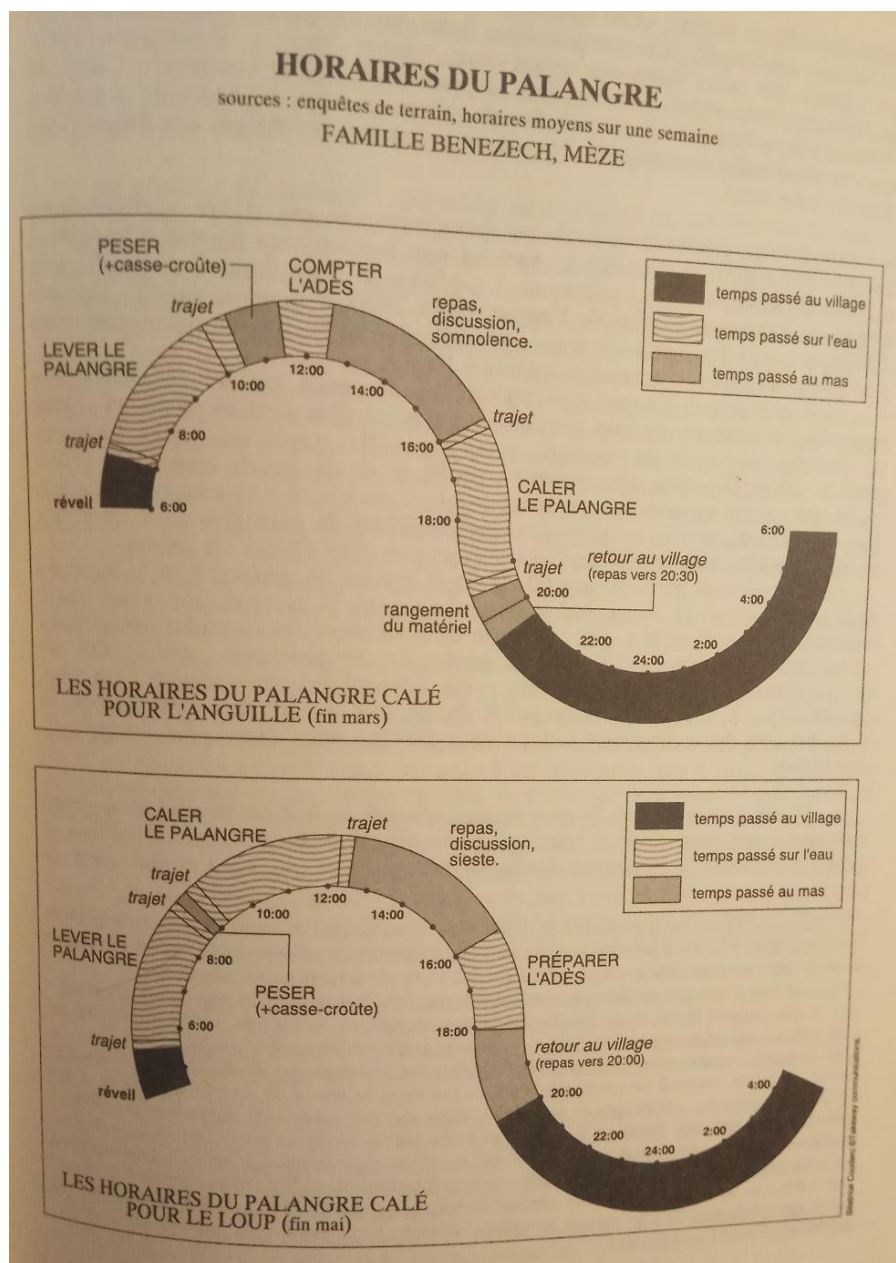 HORAIRES DU PALANGRE
sources : enquêtes de terrain, horaires moyens sur une semaine
FAMILLE BENEZECH, MÈZE
PESER
(+casse-croûte)
COMPTER
L'ADÈS
trajet
repas,
discussion,
somnolence.
LEVER LE
PALANGRE
trajet
réveil
6:00
8:00
10:00
12:00
14:00
16:00
18:00
20:00
22:00
24:00
2:00
4:00
6:00
trajet
CALER
LE PALANGRE
trajet
retour au village
(repas vers 20:30)
rangement
du matériel
temps passé au village
temps passé sur l'eau
temps passé au mas
LES HORAIRES DU PALANGRE CALÉ
POUR L'ANGUILLE (fin mars)
CALER
LE PALANGRE
trajet
repas,
discussion,
sieste.
trajet
trajet
LEVER LE
PALANGRE
trajet
réveil
6:00
8:00
10:00
12:00
14:00
16:00
18:00
20:00
22:00
24:00
2:00
4:00
PESER
(+casse-croûte)
PRÉPARER
L'ADÈS
retour au village
(repas vers 20:00)
temps passé au village
temps passé sur l'eau
temps passé au mas
LES HORAIRES DU PALANGRE CALÉ
POUR LE LOUP (fin mai)